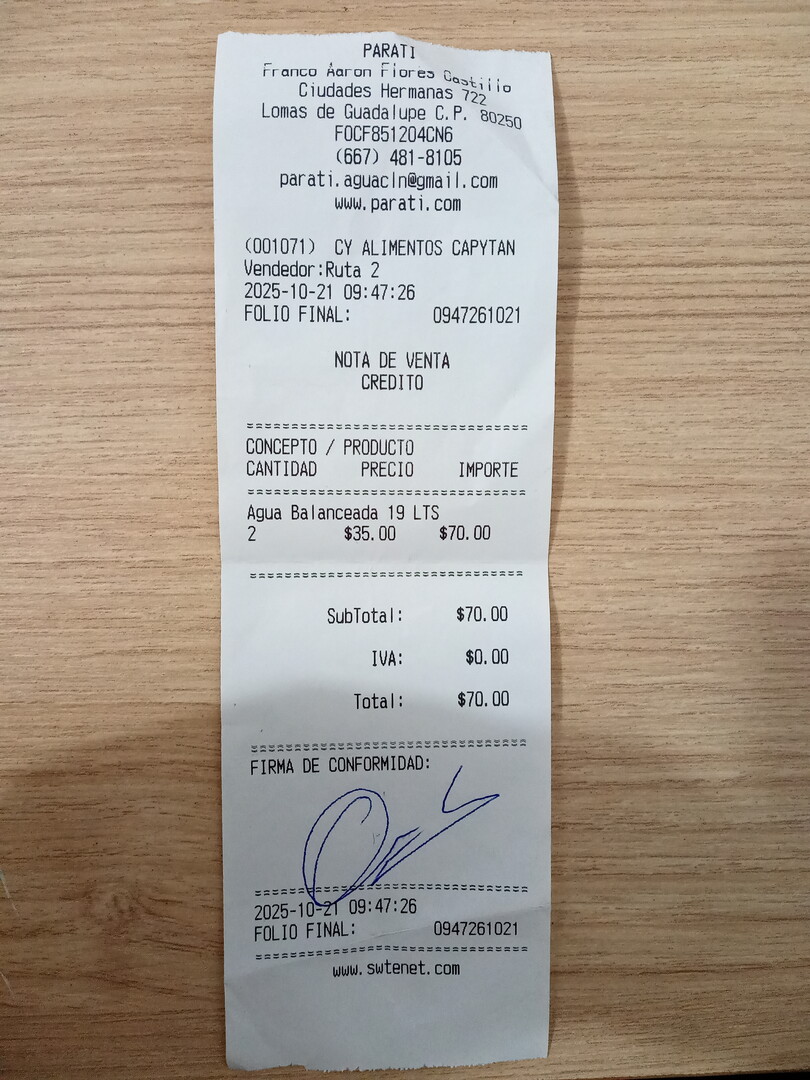 PARATI
Franco Aaron Flores Castillo
Ciudades Hermanas 722
Lomas de Guadalupe C.P. 80250
FOCF851204CN6
(667) 481-8105
parati.aguacln@gmail.com
www.parati.com
(001071) CY ALIMENTOS CAPYTAN
Vendedor:Ruta 2
2025-10-21 09:47:26
FOLIO FINAL: 0947261021
NOTA DE VENTA
CREDITO
==============================
CONCEPTO / PRODUCTO
CANTIDAD PRECIO IMPORTE
==============================
Agua Balanceada 19 LTS
2 $35.00 $70.00
==============================
SubTotal: $70.00
IVA: $0.00
Total: $70.00
==============================
FIRMA DE CONFORMIDAD:
==============================
2025-10-21 09:47:26
FOLIO FINAL: 0947261021
==============================
www.swtenet.com